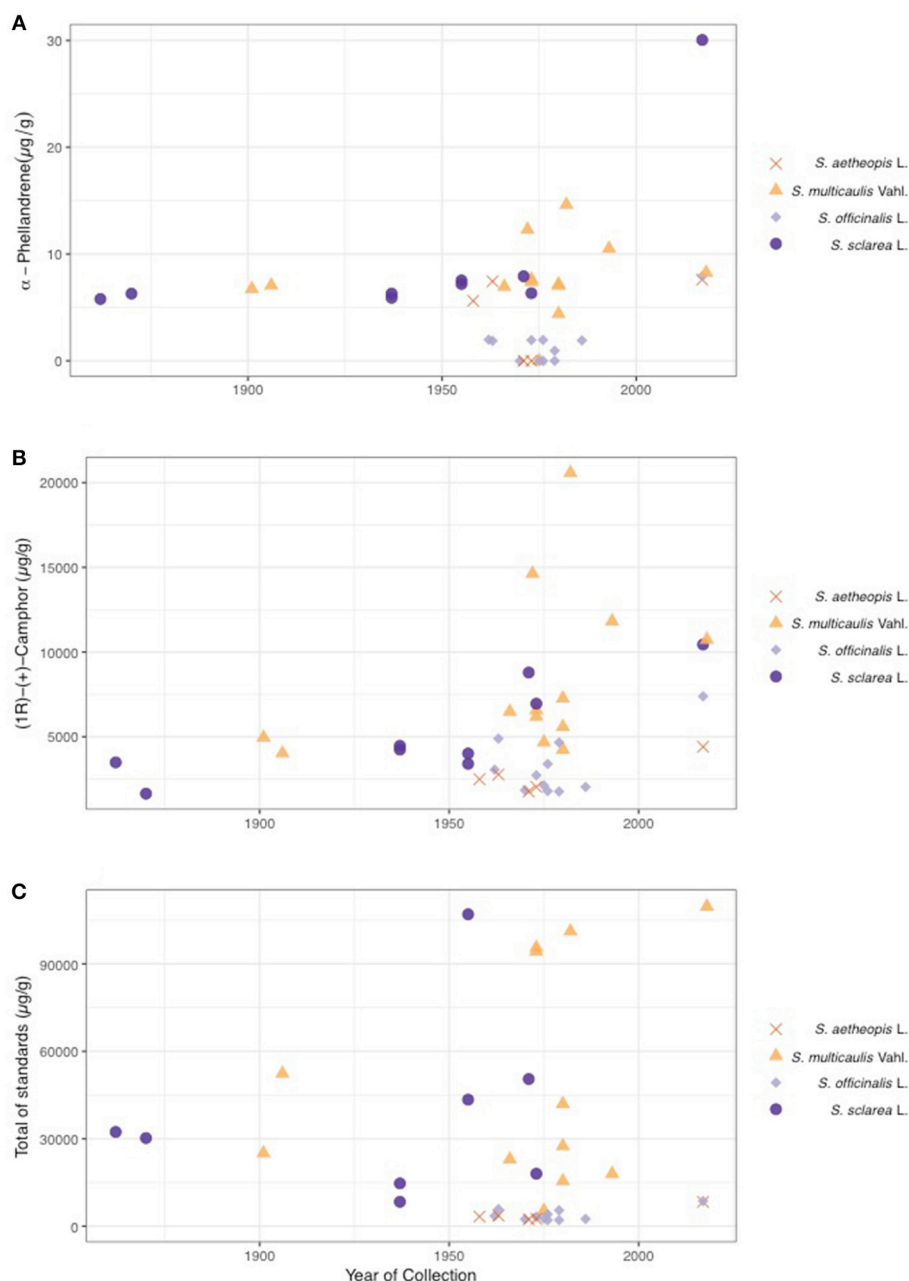 A
α − Phellandrene(µg/g)
30
20
10
0
1900
1950
2000
S. aetheopis L.
S. multicaulis Vahl.
S. officinalis L.
S. sclarea L.
B
(1R)−(+)−Camphor (µg/g)
20000
15000
10000
5000
1900
1950
2000
S. aetheopis L.
S. multicaulis Vahl.
S. officinalis L.
S. sclarea L.
C
Total of standards (µg/g)
90000
60000
30000
0
1900
1950
2000
Year of Collection
S. aetheopis L.
S. multicaulis Vahl.
S. officinalis L.
S. sclarea L.